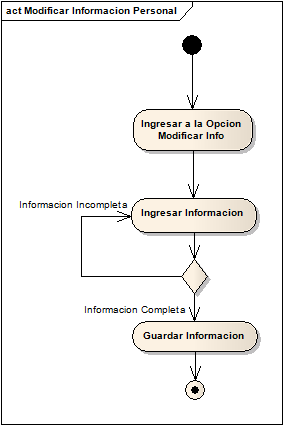 act Modificar Informacion Personal
Ingresar a la Opcion
Modificar Info
Informacion Incompleta
Ingresar Informacion
Informacion Completa
Guardar Informacion